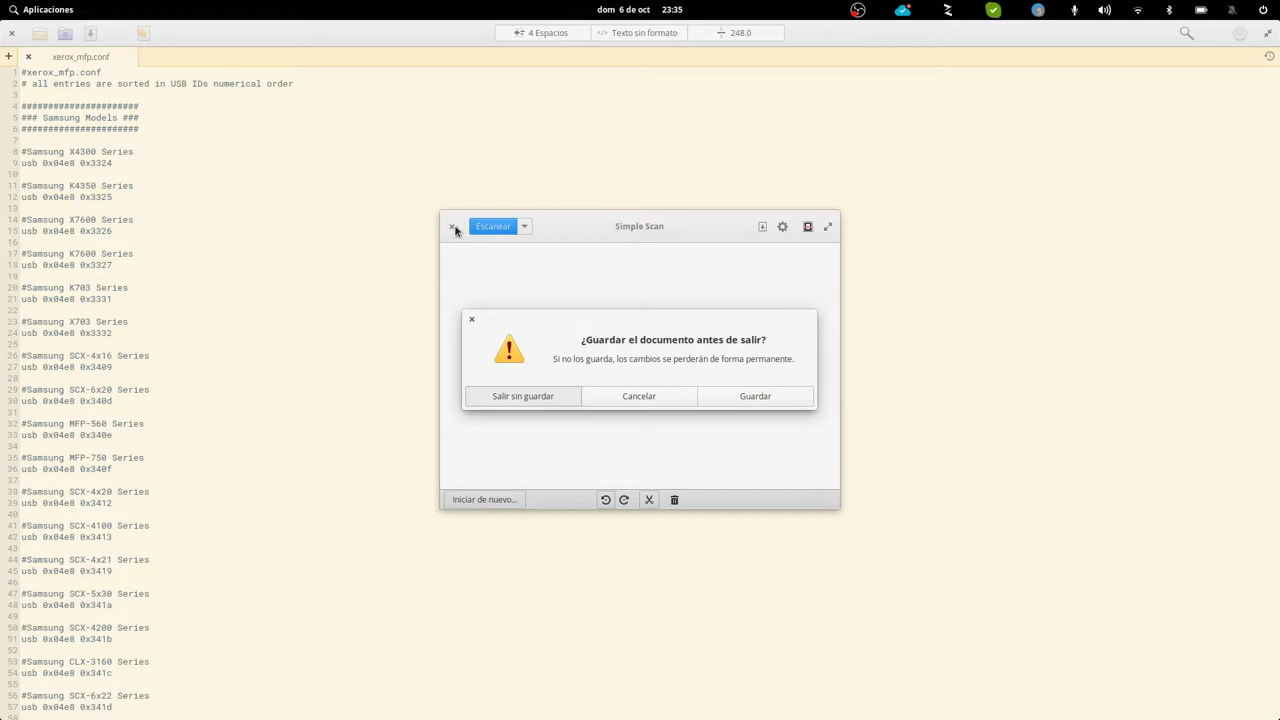 Aplicaciones
dom 6 de oct 23:35
4 Espacios
Texto sin formato
248.0
xerox_mfp.conf
1 #xerox_mfp.conf
2 # all entries are sorted in USB IDs numerical order
3
4 ######################
5 ### Samsung Models ###
6 ######################
7
8 #Samsung X4300 Series
9 usb 0x04e8 0x3324
10
11 #Samsung K4350 Series
12 usb 0x04e8 0x3325
13
14 #Samsung X7600 Series
15 usb 0x04e8 0x3326
16
17 #Samsung K7600 Series
18 usb 0x04e8 0x3327
19
20 #Samsung K703 Series
21 usb 0x04e8 0x3331
22
23 #Samsung X703 Series
24 usb 0x04e8 0x3332
25
26 #Samsung SCX-4x16 Series
27 usb 0x04e8 0x3409
28
29 #Samsung SCX-6x20 Series
30 usb 0x04e8 0x340d
31
32 #Samsung MFP-560 Series
33 usb 0x04e8 0x340e
34
35 #Samsung MFP-750 Series
36 usb 0x04e8 0x340f
37
38 #Samsung SCX-4x20 Series
39 usb 0x04e8 0x3412
40
41 #Samsung SCX-4100 Series
42 usb 0x04e8 0x3413
43
44 #Samsung SCX-4x21 Series
45 usb 0x04e8 0x3419
46
47 #Samsung SCX-5x30 Series
48 usb 0x04e8 0x341a
49
50 #Samsung SCX-4200 Series
51 usb 0x04e8 0x341b
52
53 #Samsung CLX-3160 Series
54 usb 0x04e8 0x341c
55
56 #Samsung SCX-6x22 Series
57 usb 0x04e8 0x341d
58
Escanear
Simple Scan
¿Guardar el documento antes de salir?
Si no los guarda, los cambios se perderán de forma permanente.
Salir sin guardar
Cancelar
Guardar
Iniciar de nuevo...